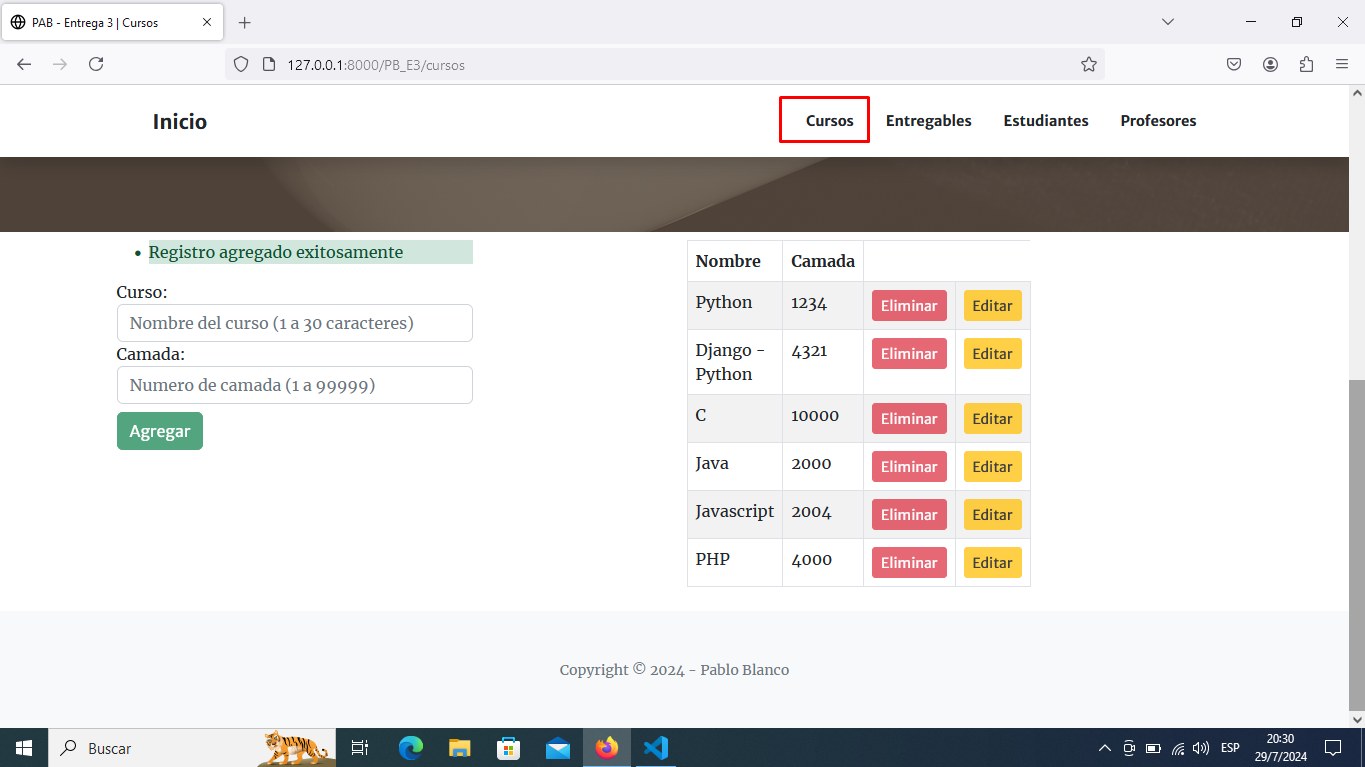 PAB - Entrega 3 | Cursos
127.0.0.1:8000/PB_E3/cursos
Inicio Cursos Entregables Estudiantes Profesores
Registro agregado exitosamente
Curso:
Nombre del curso (1 a 30 caracteres)
Camada:
Numero de camada (1 a 99999)
Agregar
Nombre Camada
Python 1234 Eliminar Editar
Django -
Python 4321 Eliminar Editar
C 10000 Eliminar Editar
Java 2000 Eliminar Editar
Javascript 2004 Eliminar Editar
PHP 4000 Eliminar Editar
Copyright © 2024 - Pablo Blanco
Buscar
ESP
20:30
29/7/2024